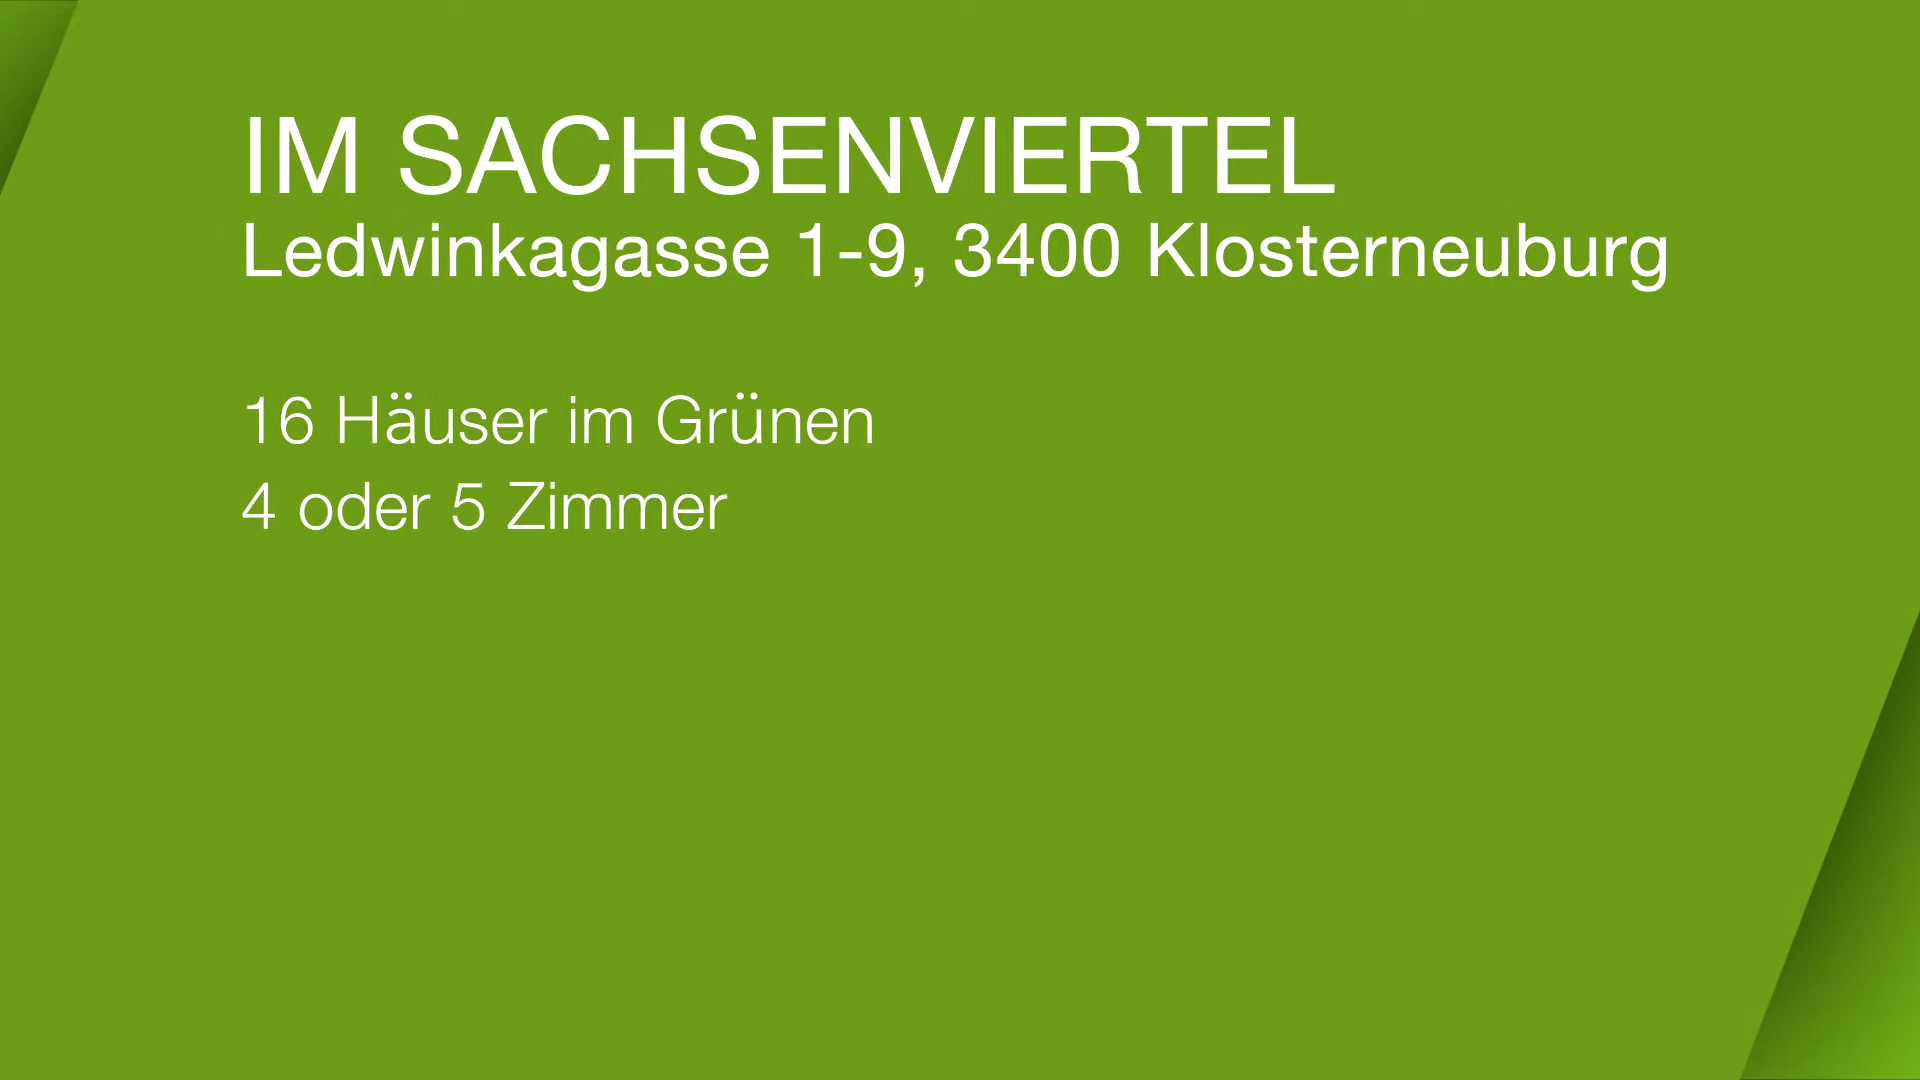 IM SACHSENVIERTEL
Ledwinkagasse 1-9, 3400 Klosterneuburg
16 Häuser im Grünen
4 oder 5 Zimmer